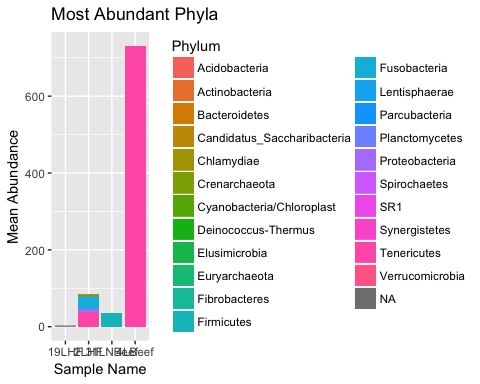 Most Abundant Phyla
Mean Abundance
600
400
200
0
19LHF
Sample Name
Phylum
Acidobacteria
Actinobacteria
Bacteroidetes
Candidatus_Saccharibacteria
Chlamydiae
Crenarchaeota
Cyanobacteria/Chloroplast
Deinococcus-Thermus
Elusimicrobia
Euryarchaeota
Fibrobacteres
Firmicutes
Fusobacteria
Lentisphaerae
Parcubacteria
Planctomycetes
Proteobacteria
Spirochaetes
SR1
Synergistetes
Tenericutes
Verrucomicrobia
NA